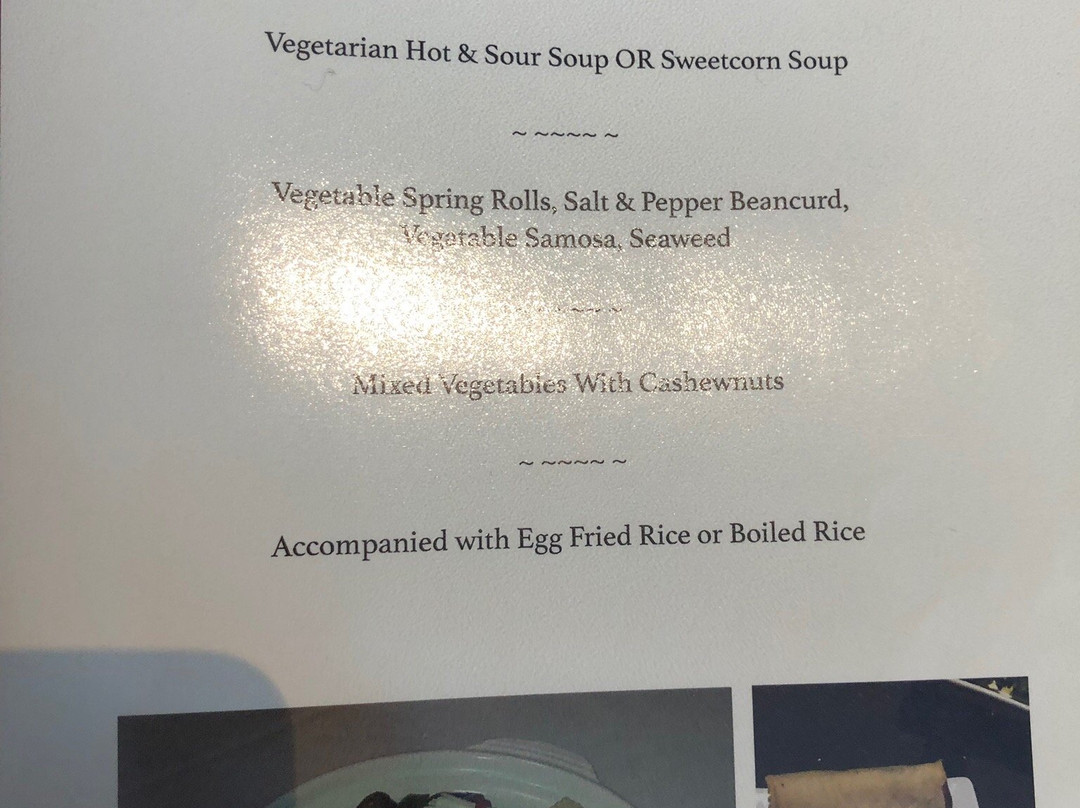 Vegetarian Hot & Sour Soup OR Sweetcorn Soup
~ ~~~~~ ~
Vegetable Spring Rolls, Salt & Pepper Beancurd,
Vegetable Samosa, Seaweed
~ ~~~~~ ~
Mixed Vegetables With Cashewnuts
~ ~~~~~ ~
Accompanied with Egg Fried Rice or Boiled Rice